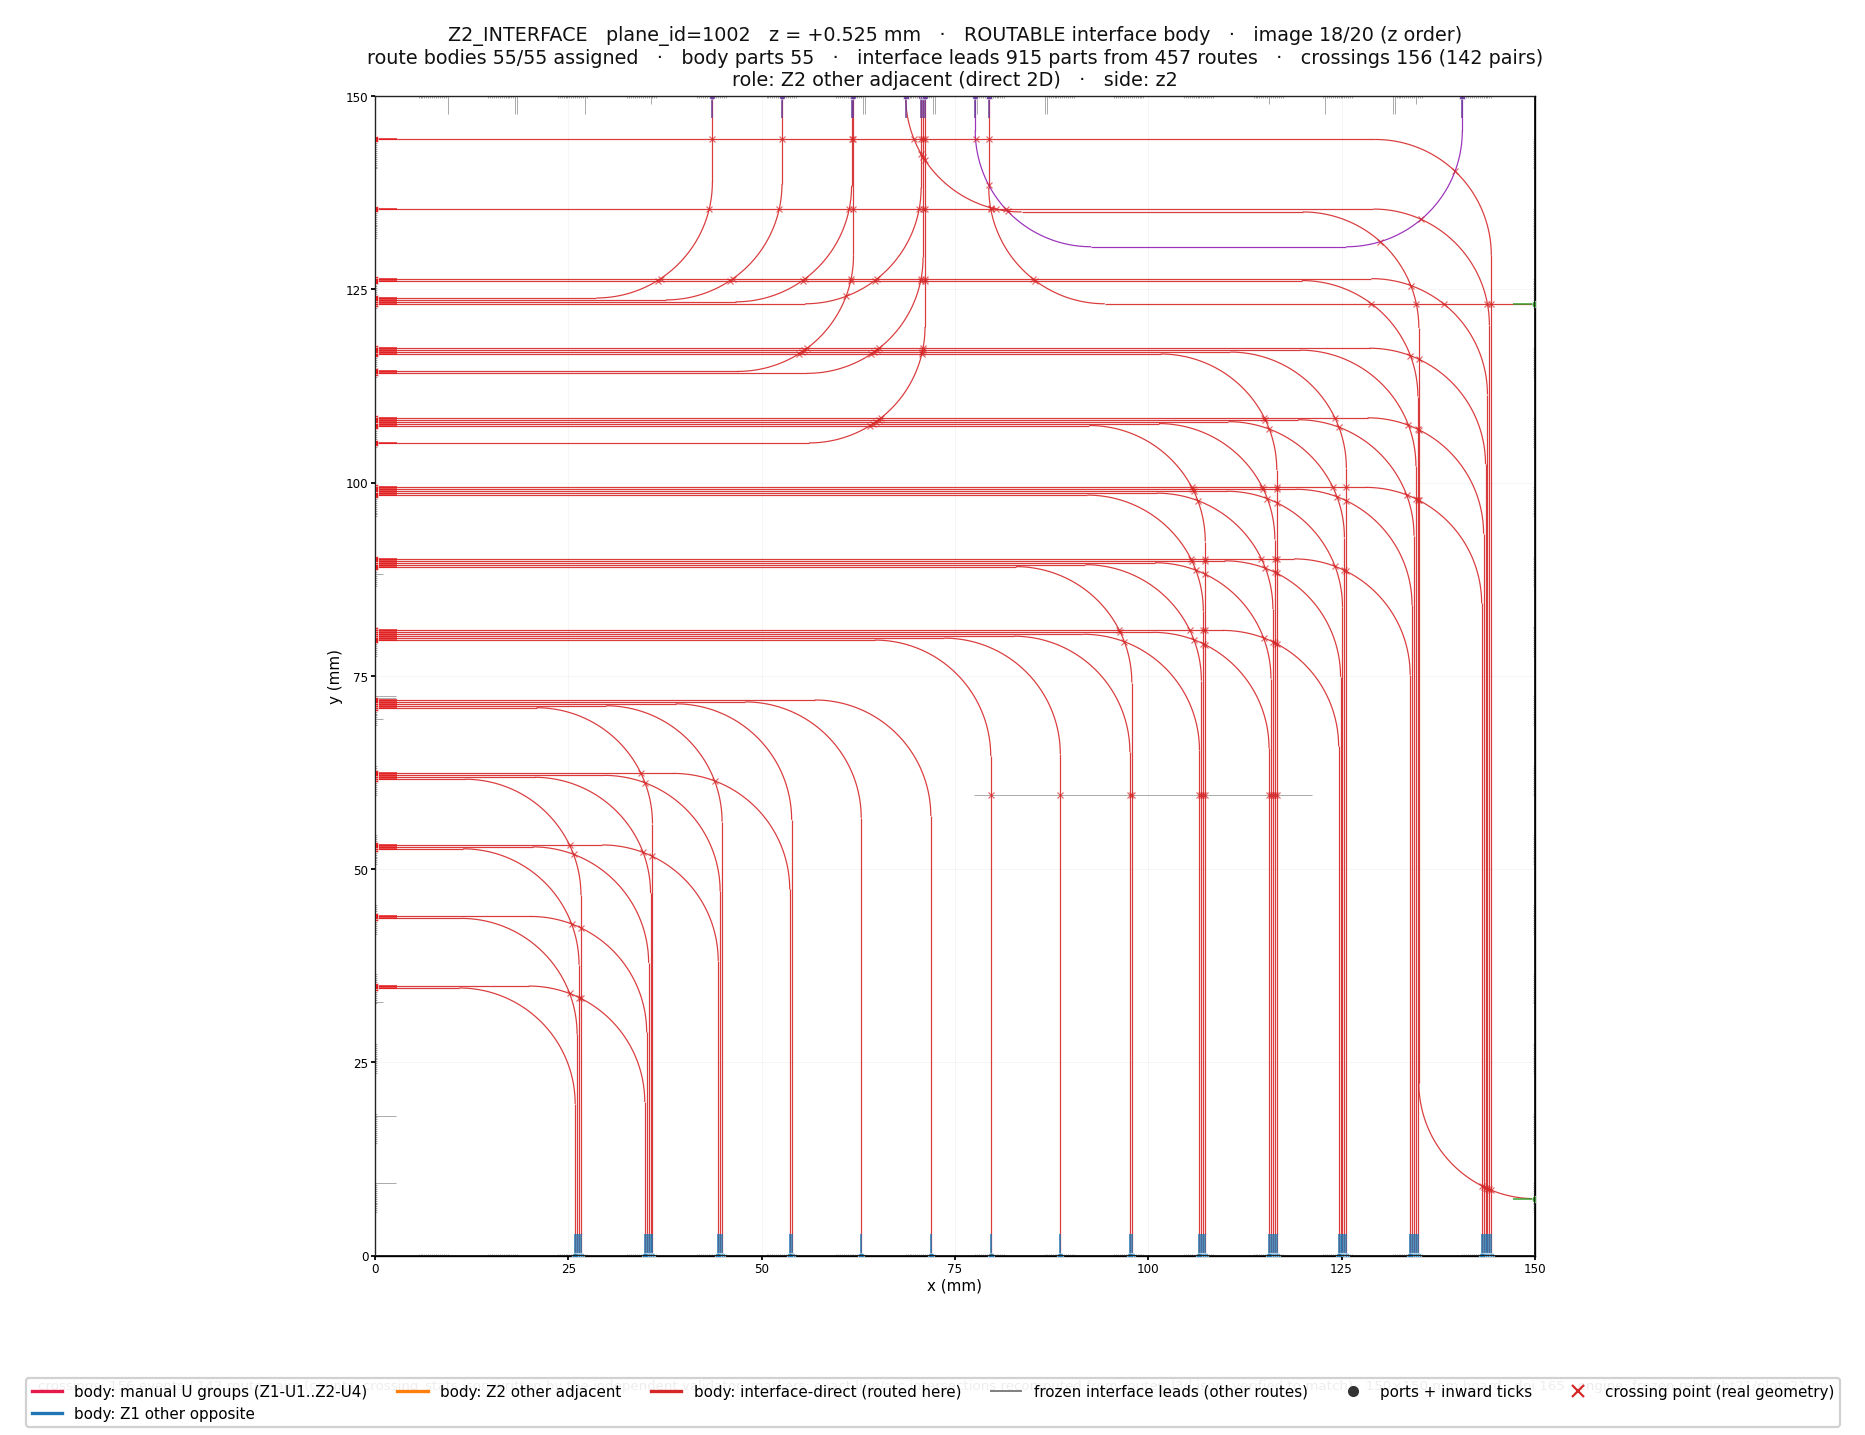 Z2_INTERFACE plane_id=1002 z = +0.525 mm · ROUTABLE interface body · image 18/20 (z order)
route bodies 55/55 assigned · body parts 55 · interface leads 915 parts from 457 routes · crossings 156 (142 pairs)
role: Z2 other adjacent (direct 2D) · side: z2
150
125
100
75
50
25
0
y (mm)
0 25 50 75 100 125 150
x (mm)
body: manual U groups (Z1-U1..Z2-U4)
body: Z1 other opposite
body: Z2 other adjacent
body: interface-direct (routed here)
frozen interface leads (other routes)
ports + inward ticks
crossing point (real geometry)